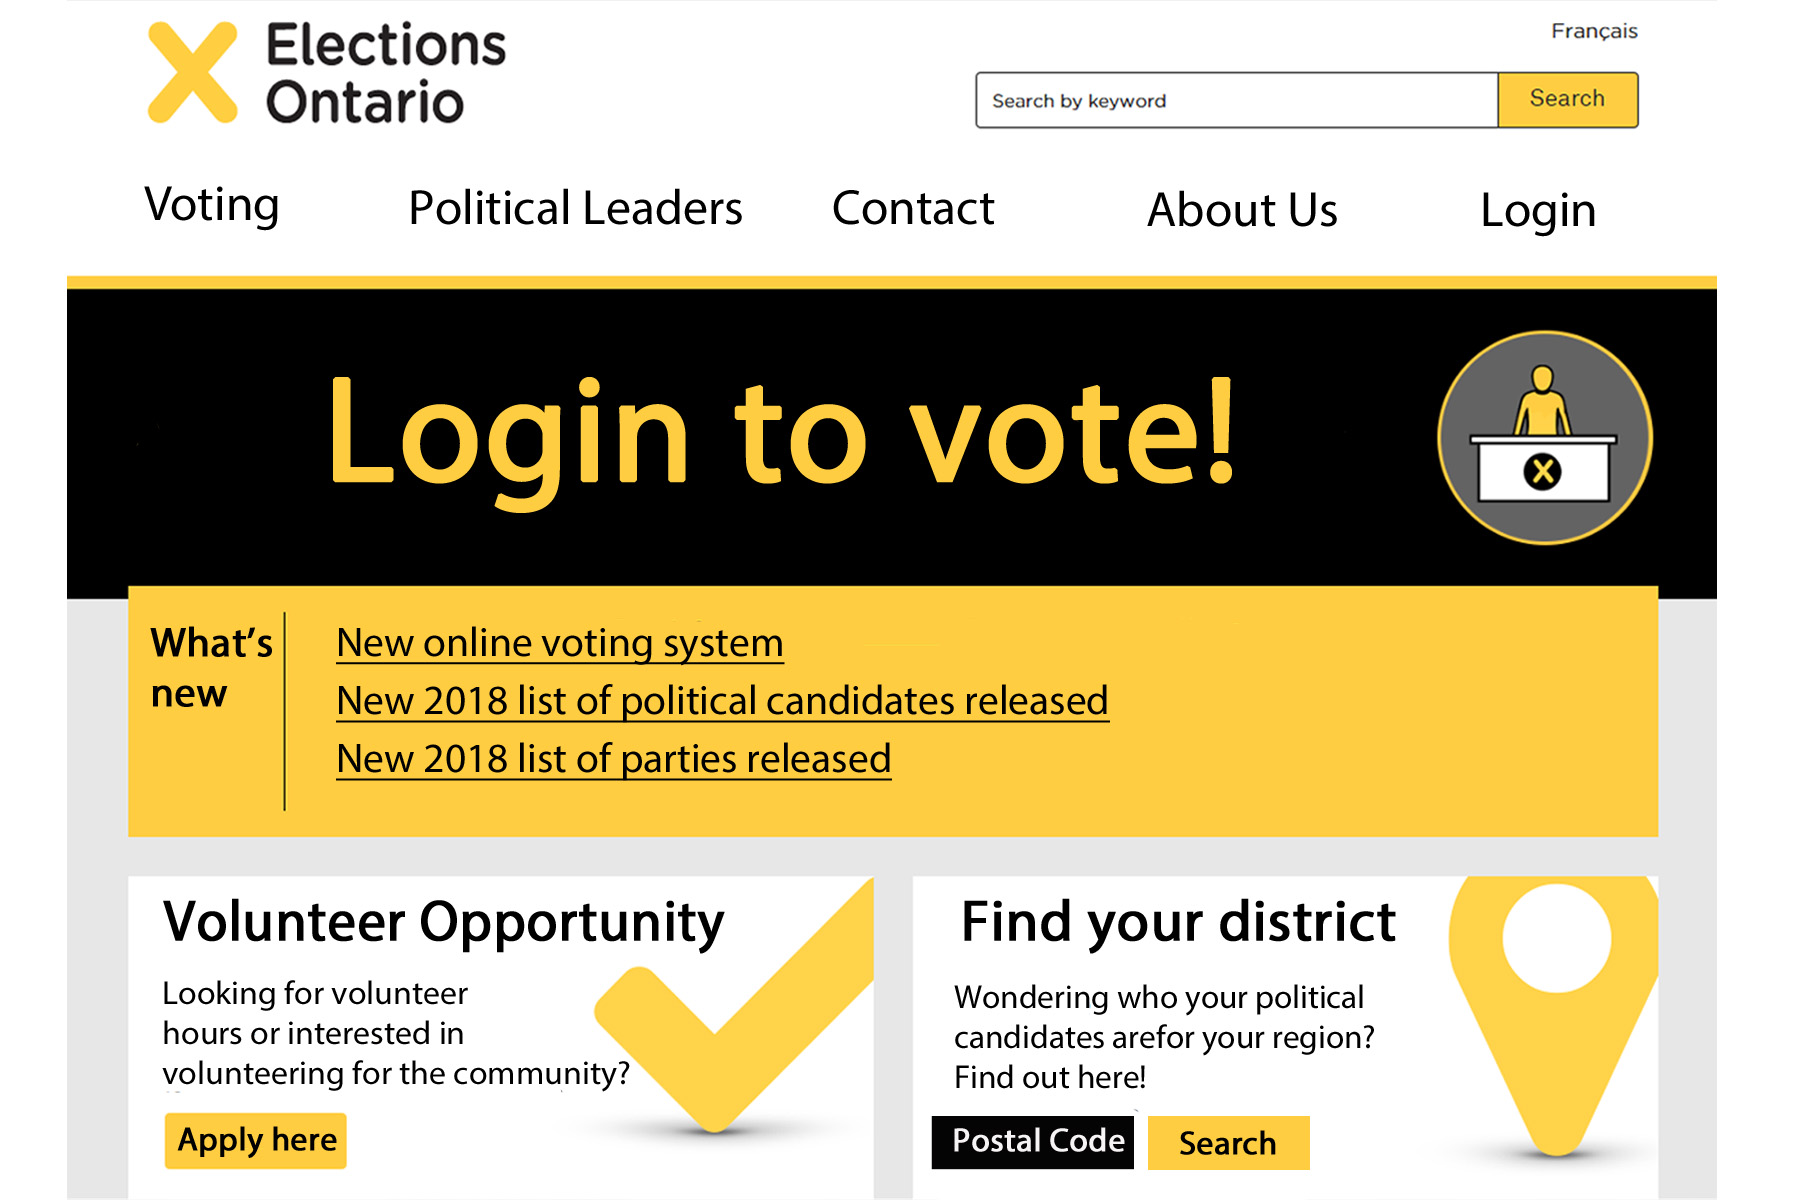 Elections
Ontario
Français
Search by keyword
Search
Voting
Political Leaders
Contact
About Us
Login
Login to vote!
What's
new
New online voting system
New 2018 list of political candidates released
New 2018 list of parties released
Volunteer Opportunity
Looking for volunteer
hours or interested in
volunteering for the community?
Apply here
Find your district
Wondering who your political
candidates arefor your region?
Find out here!
Postal Code
Search